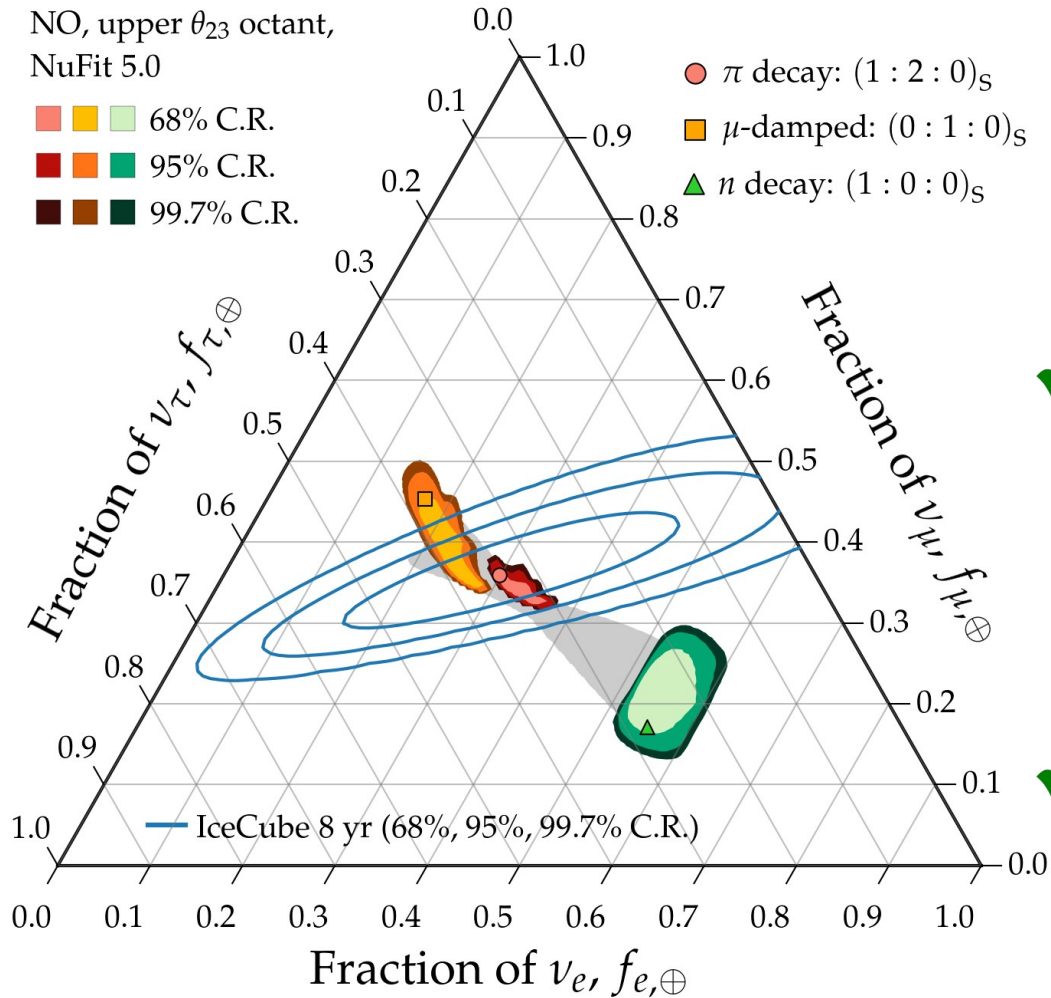 NO, upper θ₂₃ octant,
NuFit 5.0
68% C.R.
95% C.R.
99.7% C.R.
π decay: (1 : 2 : 0)S
μ-damped: (0 : 1 : 0)S
n decay: (1 : 0 : 0)S
0.0
0.1
0.2
0.3
0.4
0.5
0.6
0.7
0.8
0.9
1.0
Fraction of ντ, fτ,⊕
1.0
0.9
0.8
0.7
0.6
0.5
0.4
0.3
0.2
0.1
0.0
Fraction of νμ, fμ,⊕
IceCube 8 yr (68%, 95%, 99.7% C.R.)
0.0 0.1 0.2 0.3 0.4 0.5 0.6 0.7 0.8 0.9 1.0
Fraction of νe, fe,⊕